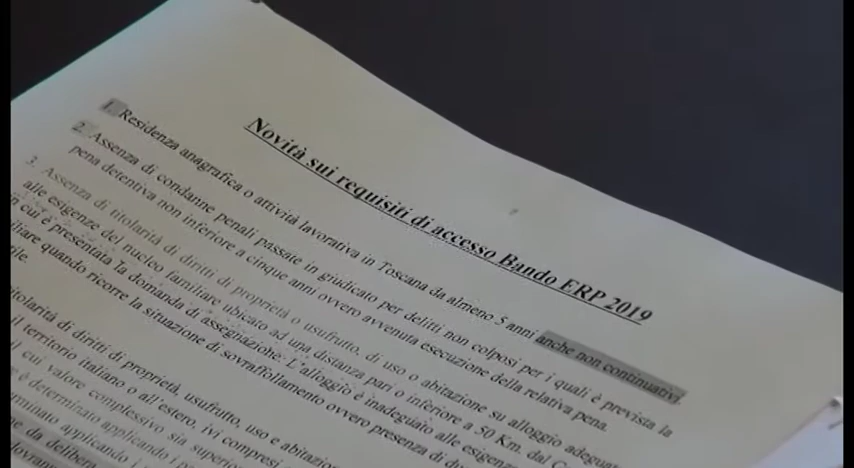 Novità sui requisiti di accesso Bando ERP 2019
1. Residenza anagrafica o attività lavorativa in Toscana da almeno 5 anni anche non continuativi.
2. Assenza di condanne penali passate in giudicato per delitti non colposi per i quali è prevista la
pena detentiva non inferiore a cinque anni ovvero avvenuta esecuzione della relativa pena.
3. Assenza di titolarità di diritti di proprietà o usufrutto, di uso o abitazione su alloggio adeguato
alle esigenze del nucleo familiare ubicato ad una distanza pari o inferiore a 50 Km. dal
in cui è presentata la domanda di assegnazione. L'alloggio è inadeguato alle esigenze
quando ricorre la situazione di sovraffollamento ovvero presenza di
titolarità di diritti di proprietà, usufrutto, uso e abitazione
territorio italiano o all'estero, ivi compresi
il cui valore complessivo sia superiore
è determinato applicando
applicando
da delibera